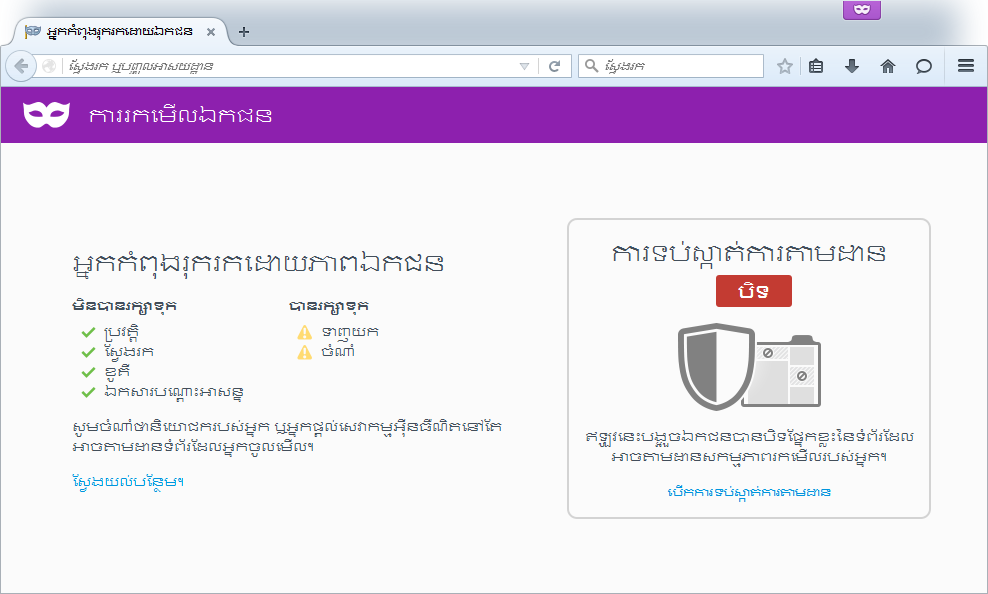 អ្នកកំពុងរុករកដោយឯកជន
ស្វែងរក ឬបញ្ចូលអាសយដ្ឋាន
ស្វែងរក
ការរកមើលឯកជន
អ្នកកំពុងរុករកដោយភាពឯកជន
មិនបានរក្សាទុក
ប្រវត្តិ
ស្វែងរក
ខូគី
ឯកសារបណ្ដោះអាសន្ន
បានរក្សាទុក
ទាញយក
ចំណាំ
សូមចំណាំថានិយោជករបស់អ្នក ឬអ្នកផ្ដល់សេវាកម្មអ៊ីនធឺណិតនៅតែ
អាចតាមដានទំព័រដែលអ្នកចូលមើល។
ស្វែងយល់បន្ថែម។
ការទប់ស្កាត់ការតាមដាន
បិទ
ឥឡូវនេះបង្អួចឯកជនបានបិទផ្នែកខ្លះនៃទំព័រដែល
អាចតាមដានសកម្មភាពរកមើលរបស់អ្នក។
បើកការទប់ស្កាត់ការតាមដាន